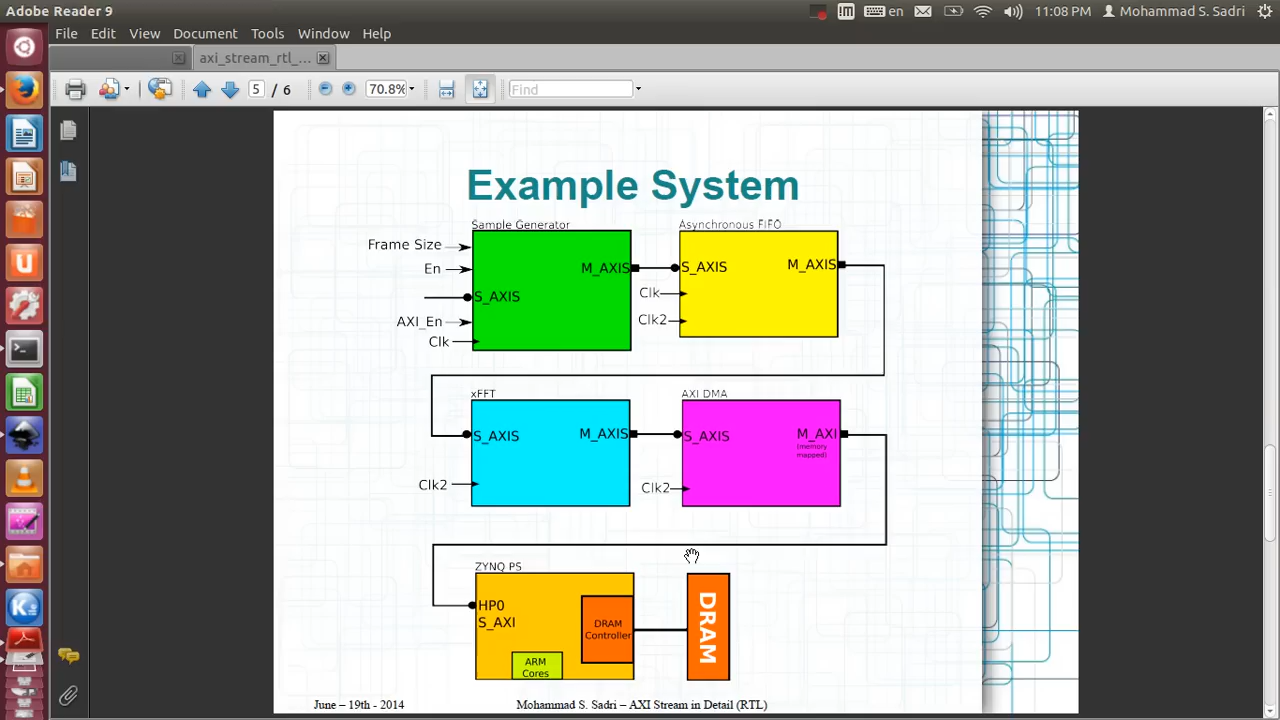 Adobe Reader 9
en
11:08 PM
Mohammad S. Sadri
File Edit View Document Tools Window Help
axi_stream_rtl_...
5 / 6
70.8%
Find
Example System
Sample Generator
Asynchronous FIFO
Frame Size
En
M_AXIS
S_AXIS
M_AXIS
S_AXIS
Clk
AXI_En
Clk2
Clk
xFFT
AXI DMA
S_AXIS
M_AXIS
S_AXIS
M_AXI
(memory
mapped)
Clk2
Clk2
ZYNQ PS
HP0
S_AXI
DRAM
Controller
DRAM
ARM
Cores
June – 19th - 2014
Mohammad S. Sadri – AXI Stream in Detail (RTL)